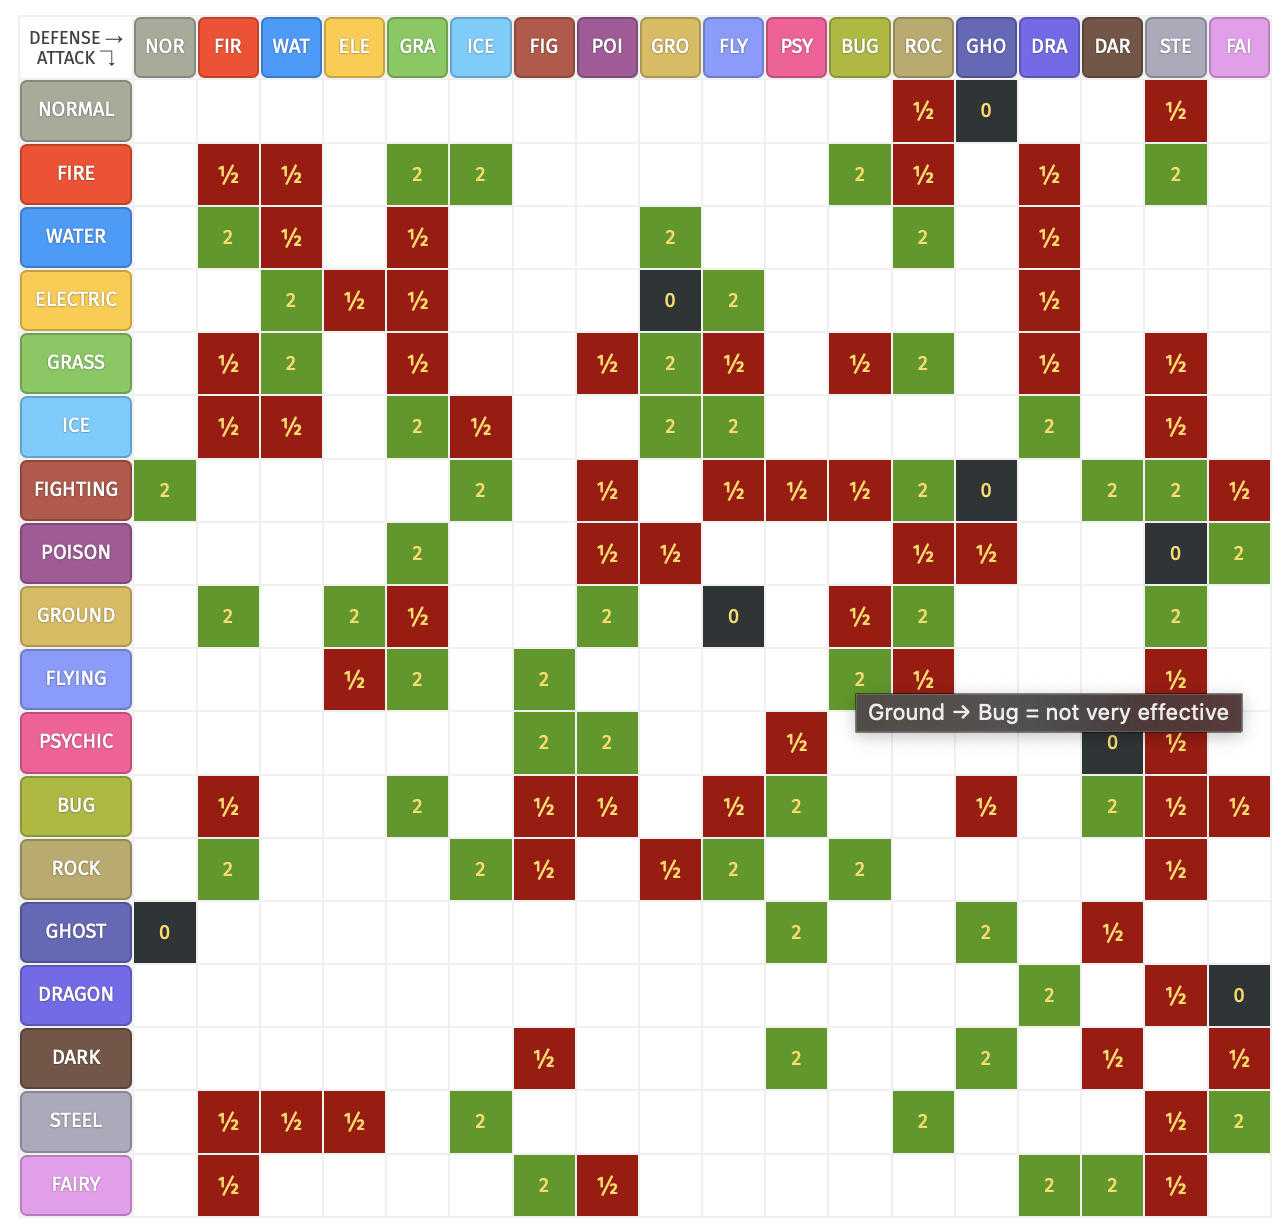 DEFENSE → NOR FIR WAT ELE GRA ICE FIG POI GRO FLY PSY BUG ROC GHO DRA DAR STE FAI
ATTACK ↴
NORMAL ½ 0 ½
FIRE ½ ½ 2 2 2 ½ ½ 2
WATER 2 ½ ½ 2 2 ½
ELECTRIC 2 ½ ½ 0 2 ½
GRASS ½ 2 ½ ½ 2 ½ ½ 2 ½ ½
ICE ½ ½ 2 ½ 2 2 2 ½
FIGHTING 2 2 ½ ½ ½ ½ 2 0 2 2 ½
POISON 2 ½ ½ ½ ½ 0 2
GROUND 2 2 ½ 2 0 ½ 2 2
FLYING ½ 2 2 2 ½ ½
Ground → Bug = not very effective
PSYCHIC 2 2 ½ 0 ½
BUG ½ 2 ½ ½ ½ 2 ½ 2 ½ ½
ROCK 2 2 ½ ½ 2 2 ½
GHOST 0 2 2 ½
DRAGON 2 ½ 0
DARK ½ 2 2 ½ ½
STEEL ½ ½ ½ 2 2 ½ 2
FAIRY ½ 2 ½ 2 2 ½